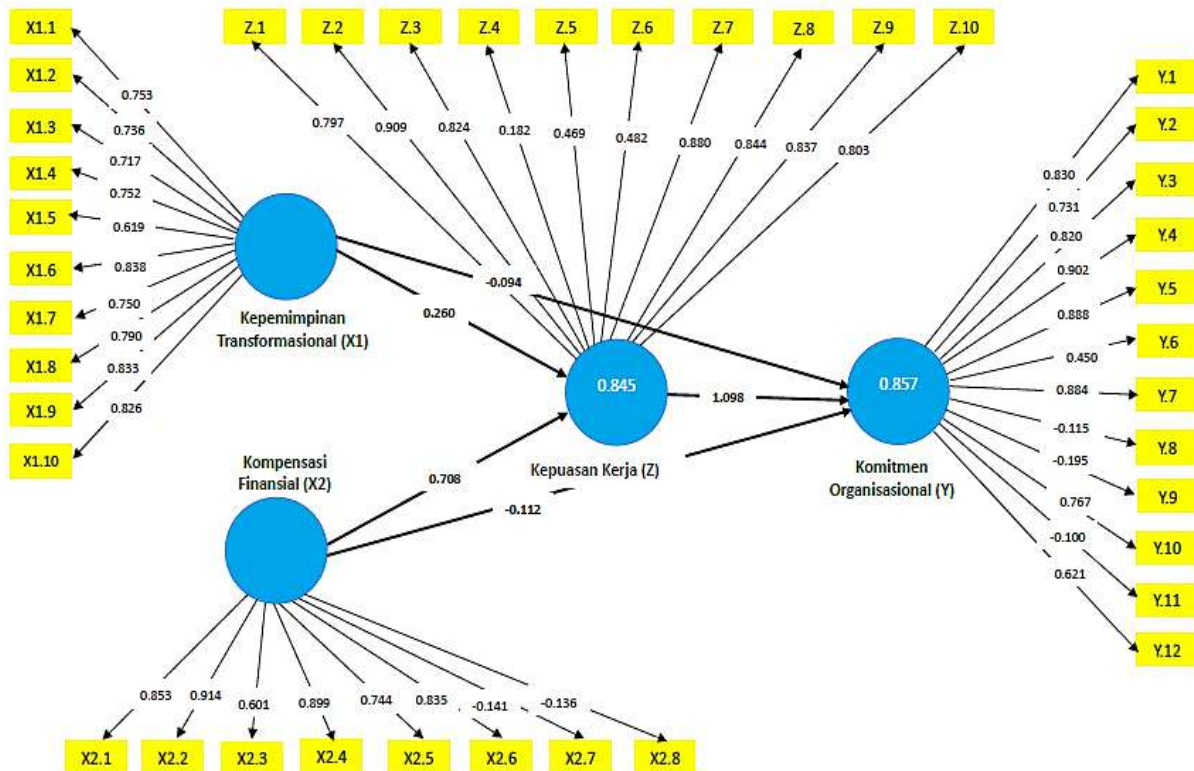 X1.1
X1.2
X1.3
X1.4
X1.5
X1.6
X1.7
X1.8
X1.9
X1.10
0.753
0.736
0.717
0.752
0.619
0.838
0.750
0.790
0.833
0.826
Kepemimpinan
Transformasional (X1)
Z.1
Z.2
Z.3
Z.4
Z.5
Z.6
Z.7
Z.8
Z.9
Z.10
0.797
0.909
0.824
0.182
0.469
0.482
0.880
0.844
0.837
0.803
-0.094
0.260
0.845
Kepuasan Kerja (Z)
1.098
0.708
-0.112
0.857
Komitmen
Organisasional (Y)
Y.1
Y.2
Y.3
Y.4
Y.5
Y.6
Y.7
Y.8
Y.9
Y.10
Y.11
Y.12
0.830
0.731
0.820
0.902
0.888
0.450
0.884
-0.115
-0.195
0.767
-0.100
0.621
Kompensasi
Finansial (X2)
0.853
0.914
0.601
0.899
0.744
0.835
-0.141
-0.136
X2.1
X2.2
X2.3
X2.4
X2.5
X2.6
X2.7
X2.8